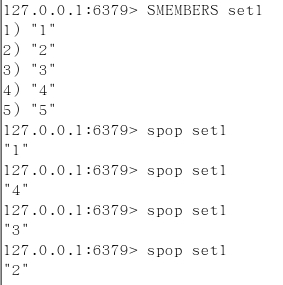 127.0.0.1:6379> SMEMBERS set1
1) "1"
2) "2"
3) "3"
4) "4"
5) "5"
127.0.0.1:6379> spop set1
"1"
127.0.0.1:6379> spop set1
"4"
127.0.0.1:6379> spop set1
"3"
127.0.0.1:6379> spop set1
"2"